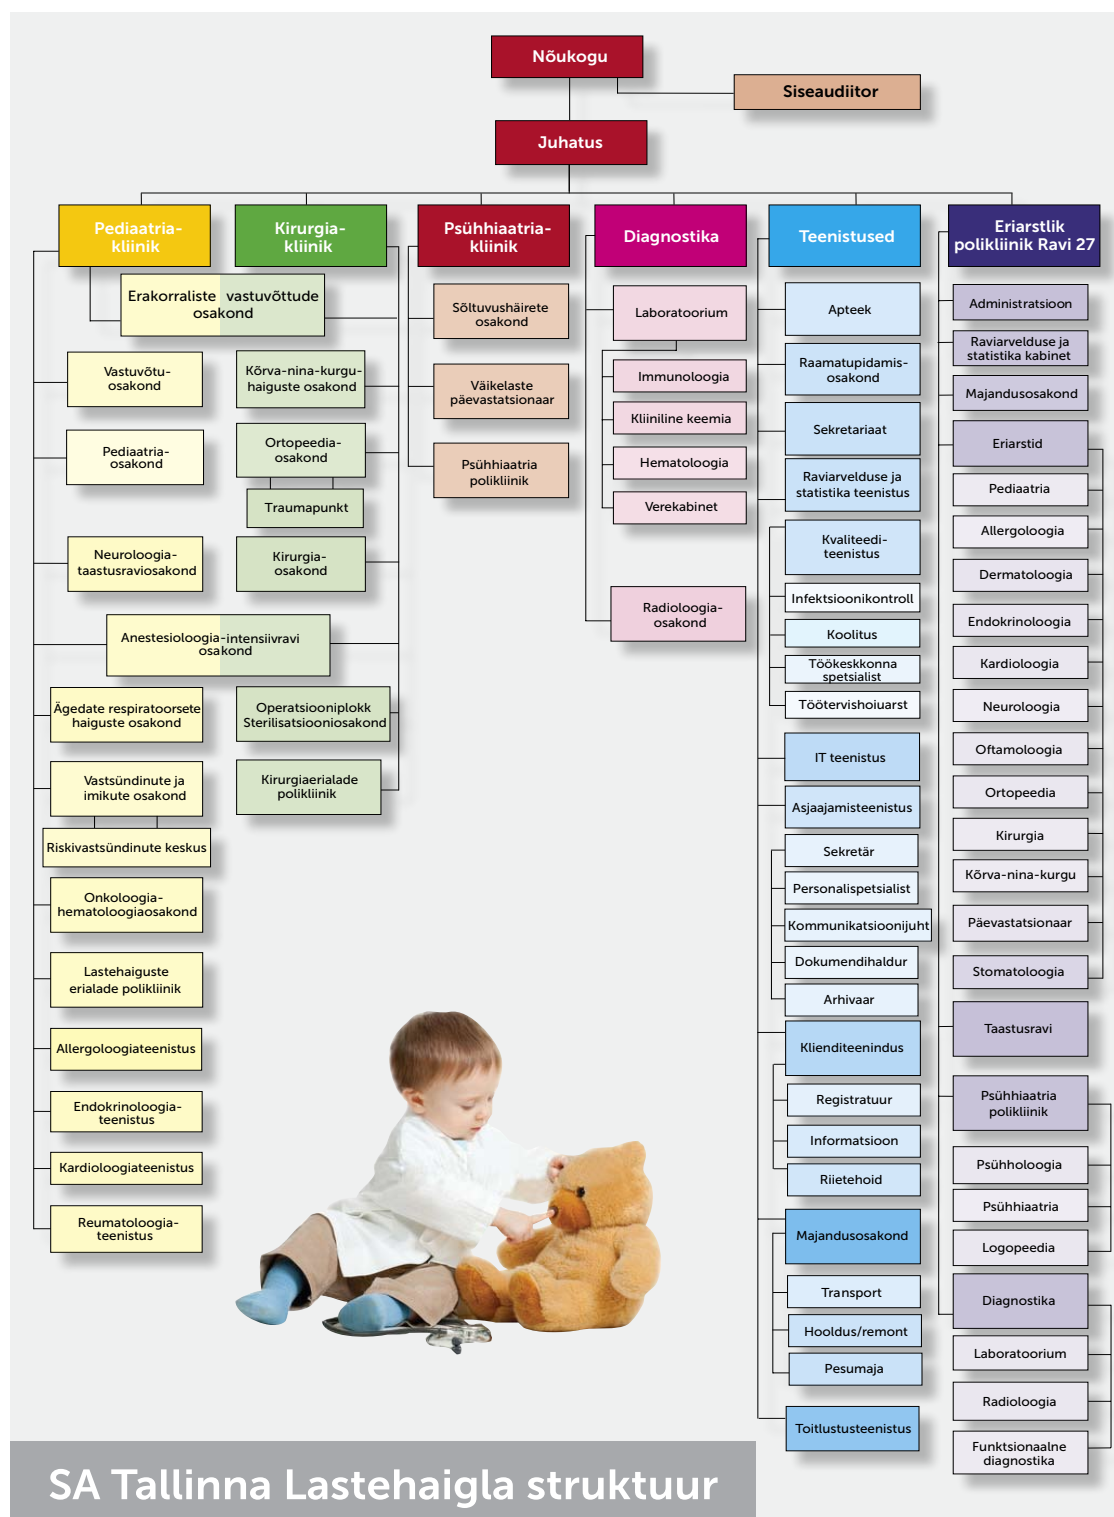 Nõukogu
Siseaudiitor
Juhatus
Pediaatria-
kliinik
Erakorraliste vastuvõttude
osakond
Vastuvõtu-
osakond
Pediaatria-
osakond
Neuroloogia-
taastusraviosakond
Anestesioloogia-intensiivravi
osakond
Ägedate respiratoorsete
haiguste osakond
Vastsündinute ja
imikute osakond
Riskivastsündinute keskus
Onkoloogia-
hematoloogiaosakond
Lastehaiguste
erialade polikliinik
Allergoloogiateenistus
Endokrinoloogia-
teenistus
Kardioloogiateenistus
Reumatoloogia-
teenistus
Kirurgia-
kliinik
Kõrva-nina-kurgu-
haiguste osakond
Ortopeedia-
osakond
Traumapunkt
Kirurgia-
osakond
Operatsiooniplokk
Sterilisatsiooniosakond
Kirurgiaerialade
polikliinik
Psühhiaatria-
kliinik
Sõltuvushäirete
osakond
Väikelaste
päevastatsionaar
Psühhiaatria
polikliinik
Diagnostika
Laboratoorium
Immunoloogia
Kliiniline keemia
Hematoloogia
Verekabinet
Radioloogia-
osakond
Teenistused
Apteek
Raamatupidamis-
osakond
Sekretariaat
Raviarvelduse ja
statistika teenistus
Kvaliteedi-
teenistus
Infektsioonikontroll
Koolitus
Töökeskkonna
spetsialist
Töötervishoiuarst
IT teenistus
Asjaajamisteenistus
Sekretär
Personalispetsialist
Kommunikatsioonijuht
Dokumendihaldur
Arhivaar
Klienditeenindus
Registratuur
Informatsioon
Riietehoid
Majandusosakond
Transport
Hooldus/remont
Pesumaja
Toitlustusteenistus
Eriarstlik
polikliinik Ravi 27
Administratsioon
Raviarvelduse ja
statistika kabinet
Majandusosakond
Eriarstid
Pediaatria
Allergoloogia
Dermatoloogia
Endokrinoloogia
Kardioloogia
Neuroloogia
Oftamoloogia
Ortopeedia
Kirurgia
Kõrva-nina-kurgu
Päevastatsionaar
Stomatoloogia
Taastusravi
Psühhiaatria
polikliinik
Psühholoogia
Psühhiaatria
Logopeedia
Diagnostika
Laboratoorium
Radioloogia
Funktsionaalne
diagnostika
SA Tallinna Lastehaigla struktuur